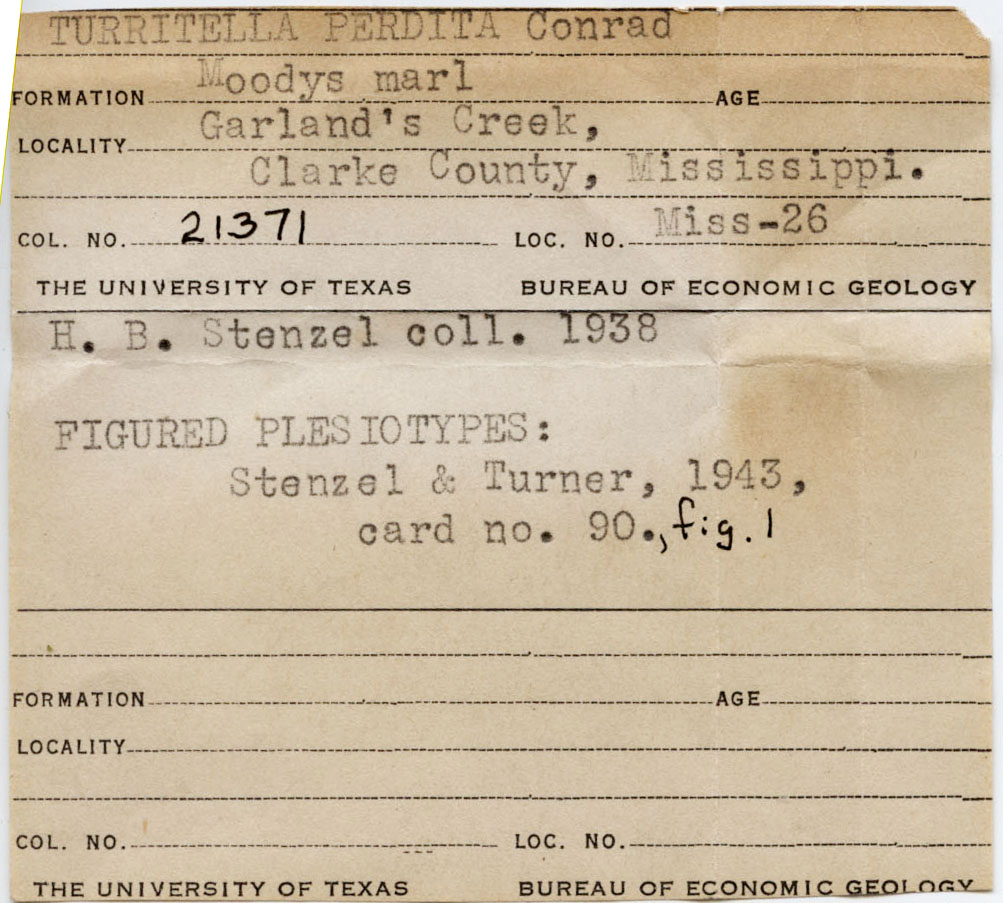 TURRITELLA PERDITA Conrad
FORMATION Moodys marl AGE
LOCALITY Garland's Creek,
Clarke County, Mississippi.
COL. NO. 21371 LOC. NO. Miss-26
THE UNIVERSITY OF TEXAS BUREAU OF ECONOMIC GEOLOGY
H. B. Stenzel coll. 1938
FIGURED PLESIOTYPES:
Stenzel & Turner, 1943,
card no. 90., fig. 1
FORMATION AGE
LOCALITY
COL. NO. LOC. NO.
THE UNIVERSITY OF TEXAS BUREAU OF ECONOMIC GEOLOGY